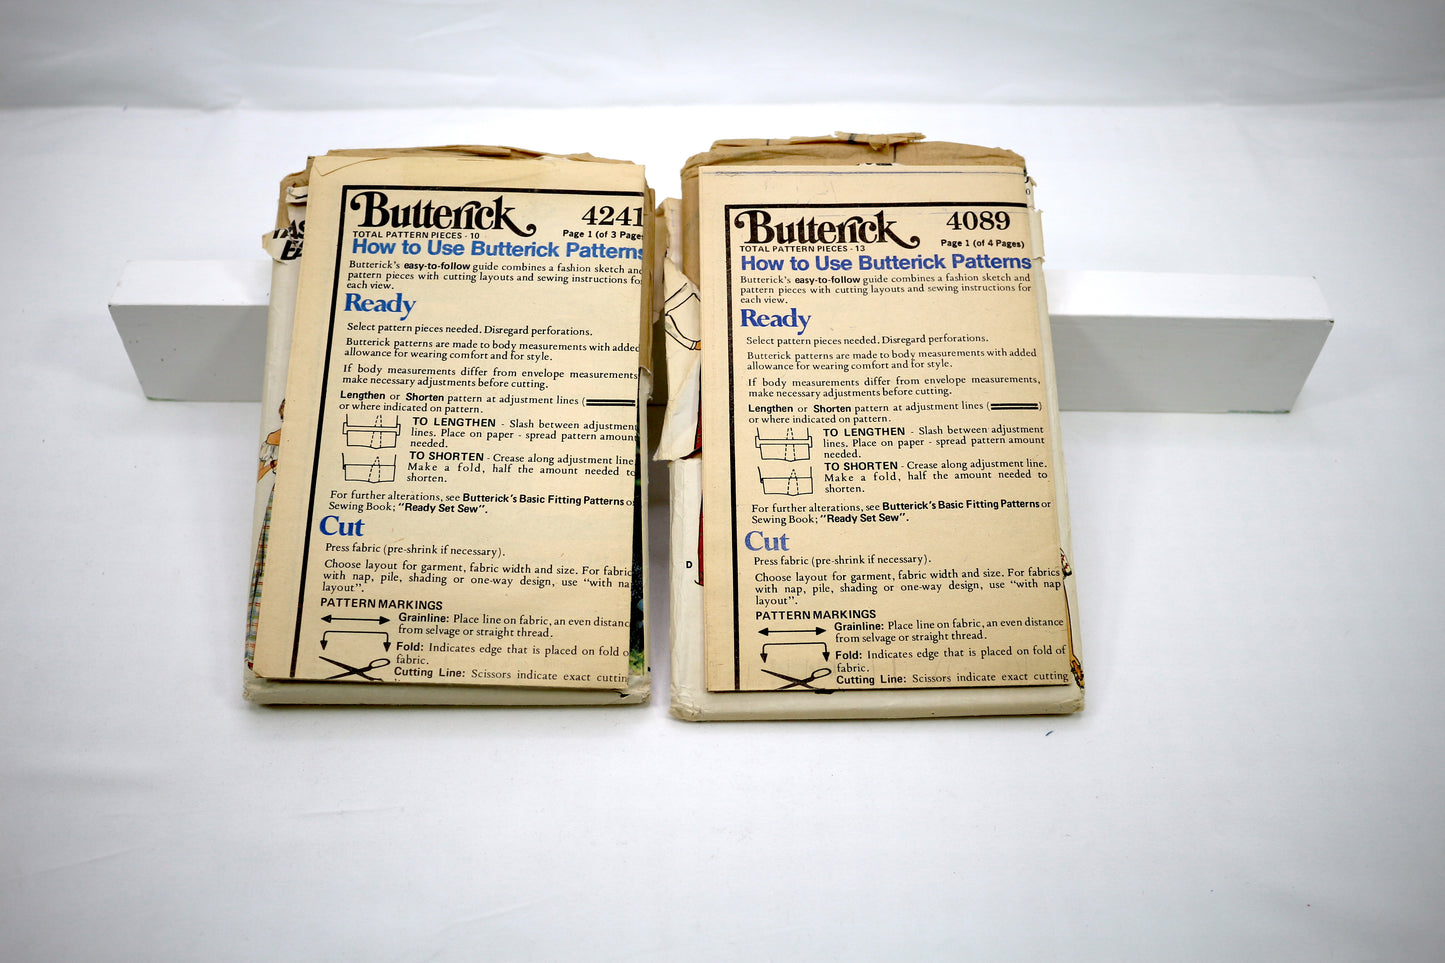 Butterick 4241
TOTAL PATTERN PIECES - 10 Page 1 (of 3 Pages
How to Use Butterick Patterns
Butterick's easy-to-follow guide combines a fashion sketch and
pattern pieces with cutting layouts and sewing instructions fo
each view.
Ready
Select pattern pieces needed. Disregard perforations.
Butterick patterns are made to body measurements with added
allowance for wearing comfort and for style.
If body measurements differ from envelope measurements
make necessary adjustments before cutting.
Lengthen or Shorten pattern at adjustment lines (
or where indicated on pattern.
TO LENGTHEN - Slash between adjustment
lines. Place on paper - spread pattern amount
needed.
TO SHORTEN - Crease along adjustment line
Make a fold, half the amount needed to
shorten.
For further alterations, see Butterick's Basic Fitting Patterns o
Sewing Book; "Ready Set Sew".
Cut
Press fabric (pre-shrink if necessary).
Choose layout for garment, fabric width and size. For fabric
with nap, pile, shading or one-way design, use "with na
layout".
PATTERN MARKINGS
Grainline: Place line on fabric, an even distanc
from selvage or straight thread.
Fold: Indicates edge that is placed on fold o
fabric.
Cutting Line: Scissors indicate exact cutting
Butterick 4089
TOTAL PATTERN PIECES - 13 Page 1 (of 4 Pages)
How to Use Butterick Patterns
Butterick's easy-to-follow guide combines a fashion sketch and
pattern pieces with cutting layouts and sewing instructions for
each view.
Ready
Select pattern pieces needed. Disregard perforations.
Butterick patterns are made to body measurements with added
allowance for wearing comfort and for style.
If body measurements differ from envelope measurements,
make necessary adjustments before cutting.
Lengthen or Shorten pattern at adjustment lines ( )
or where indicated on pattern.
TO LENGTHEN - Slash between adjustment
lines. Place on paper - spread pattern amount
needed.
TO SHORTEN - Crease along adjustment line.
Make a fold, half the amount needed to
shorten.
For further alterations, see Butterick's Basic Fitting Patterns or
Sewing Book; "Ready Set Sew".
Cut
Press fabric (pre-shrink if necessary).
Choose layout for garment, fabric width and size. For fabrics
with nap, pile, shading or one-way design, use "with nap
layout".
PATTERN MARKINGS
Grainline: Place line on fabric, an even distance
from selvage or straight thread.
Fold: Indicates edge that is placed on fold of
fabric.
Cutting Line: Scissors indicate exact cutting
D